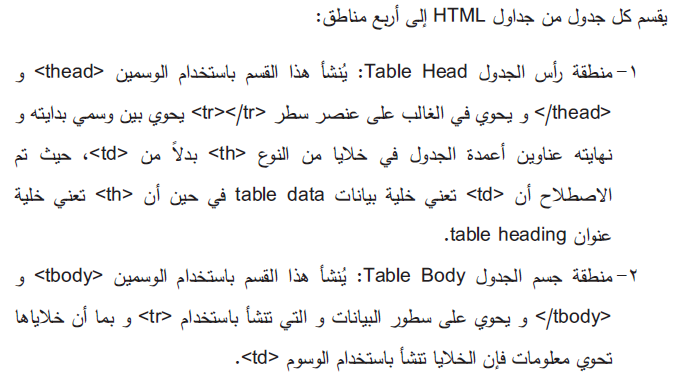 يقسم كل جدول من جداول HTML إلى أربع مناطق:
١- منطقة رأس الجدول Table Head: يُنشأ هذا القسم باستخدام الوسمين <thead> و
</thead> و يحوي في الغالب على عنصر سطر <tr></tr> يحوي بين وسمي بدايته و
نهايته عناوين أعمدة الجدول في خلايا من النوع <th> بدلاً من <td>، حيث تم
الاصطلاح أن <td> تعني خلية بيانات table data في حين أن <th> تعني خلية
عنوان table heading.
٢- منطقة جسم الجدول Table Body: يُنشأ هذا القسم باستخدام الوسمين <tbody> و
</tbody> و يحوي على سطور البيانات و التي تتشأ باستخدام <tr> و بما أن خلاياها
تحوي معلومات فإن الخلايا تتشأ باستخدام الوسوم <td>.